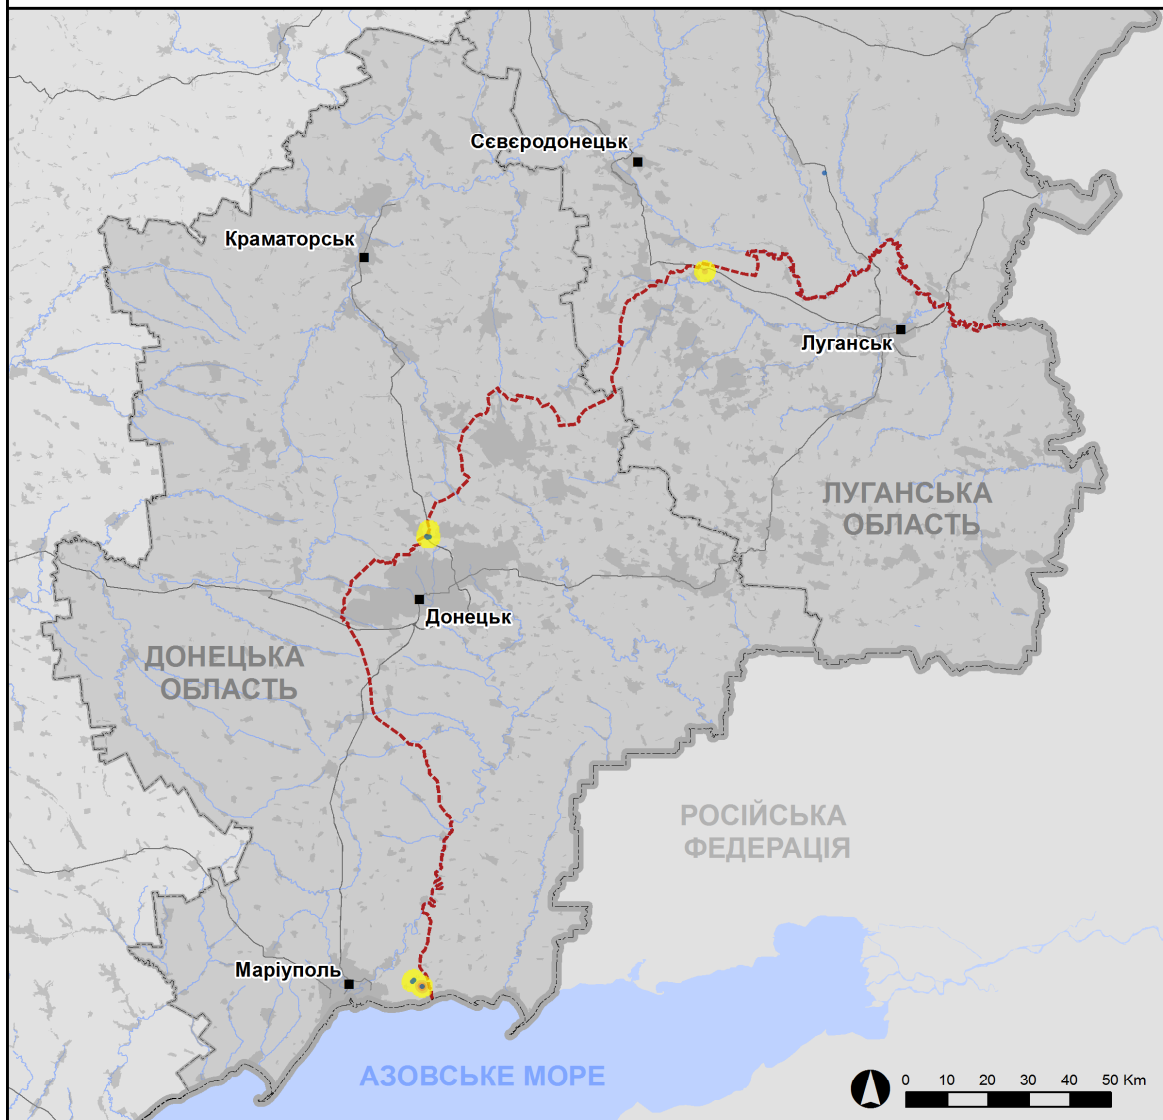 Сєвєродонецьк
Краматорськ
Луганськ
ЛУГАНСЬКА
ОБЛАСТЬ
Донецьк
ДОНЕЦЬКА
ОБЛАСТЬ
РОСІЙСЬКА
ФЕДЕРАЦІЯ
Маріуполь
АЗОВСЬКЕ МОРЕ
0 10 20 30 40 50 Km